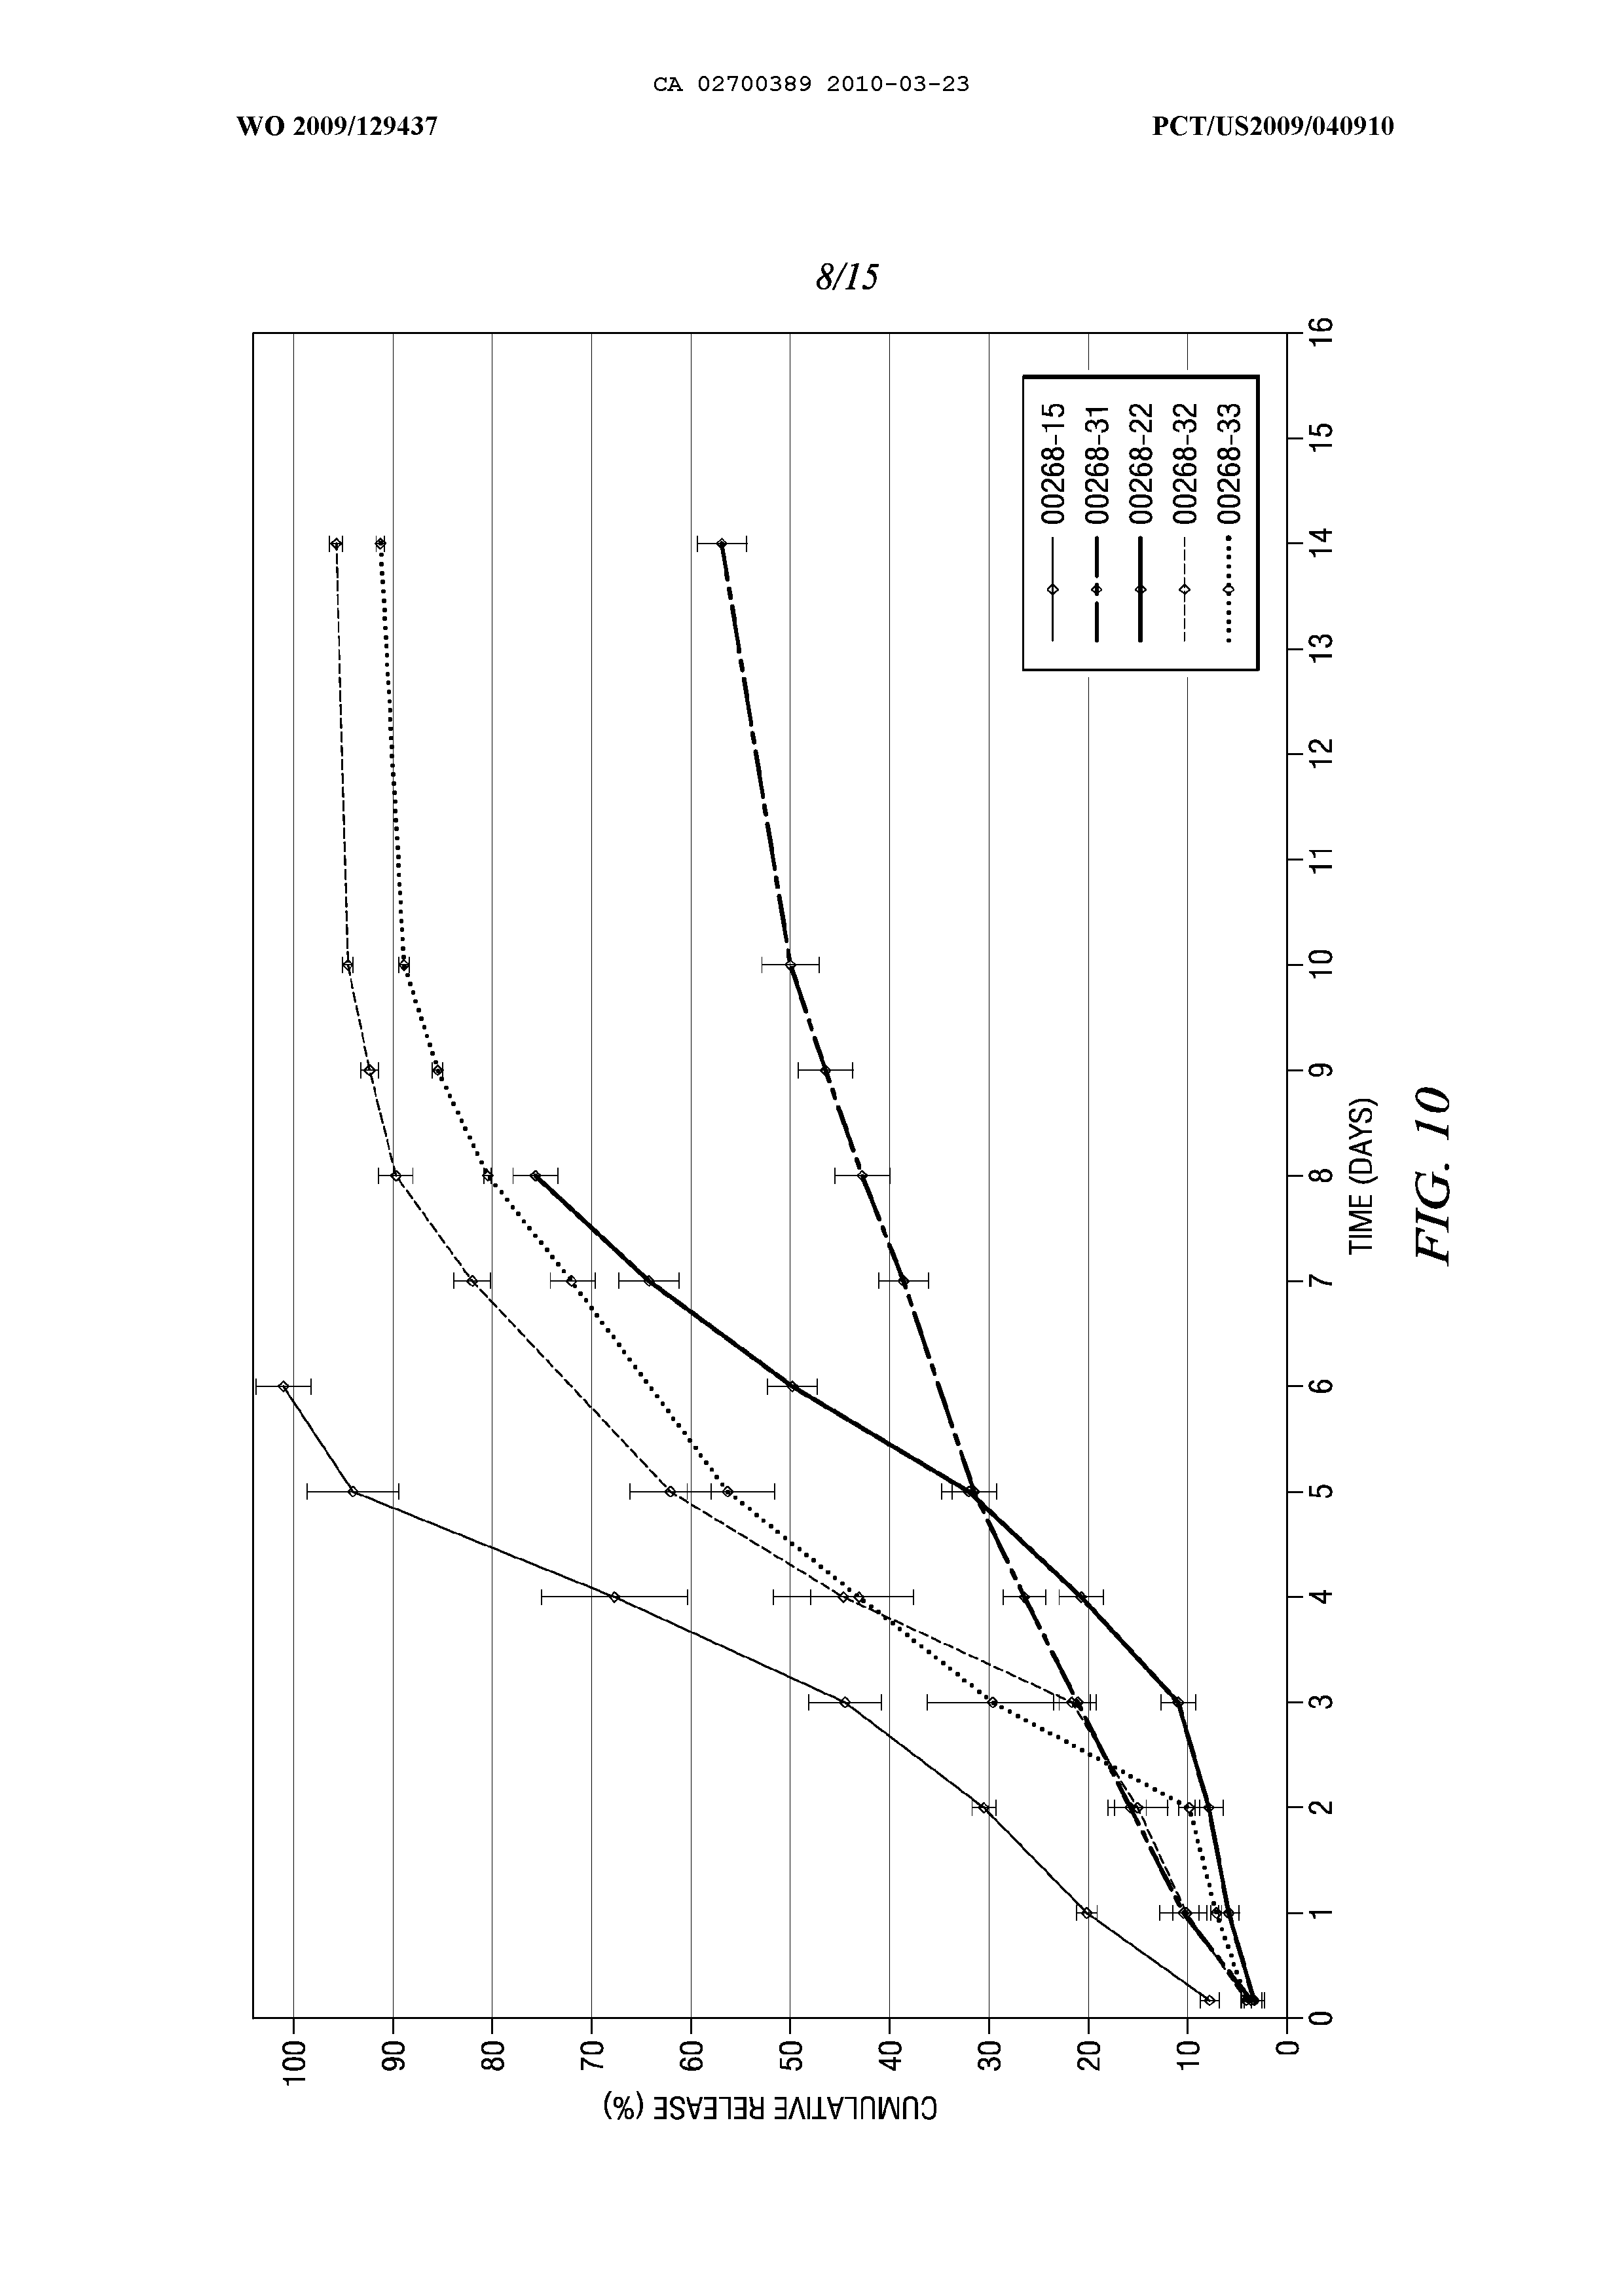 CA 02700389 2010-03-23
WO 2009/129437 PCT/US2009/040910
8/15
CUMULATIVE RELEASE (%)
100
90
80
70
60
50
40
30
20
10
0
0 1 2 3 4 5 6 7 8 9 10 11 12 13 14 15 16
TIME (DAYS)
00268-15
00268-31
00268-22
00268-32
00268-33
FIG. 10